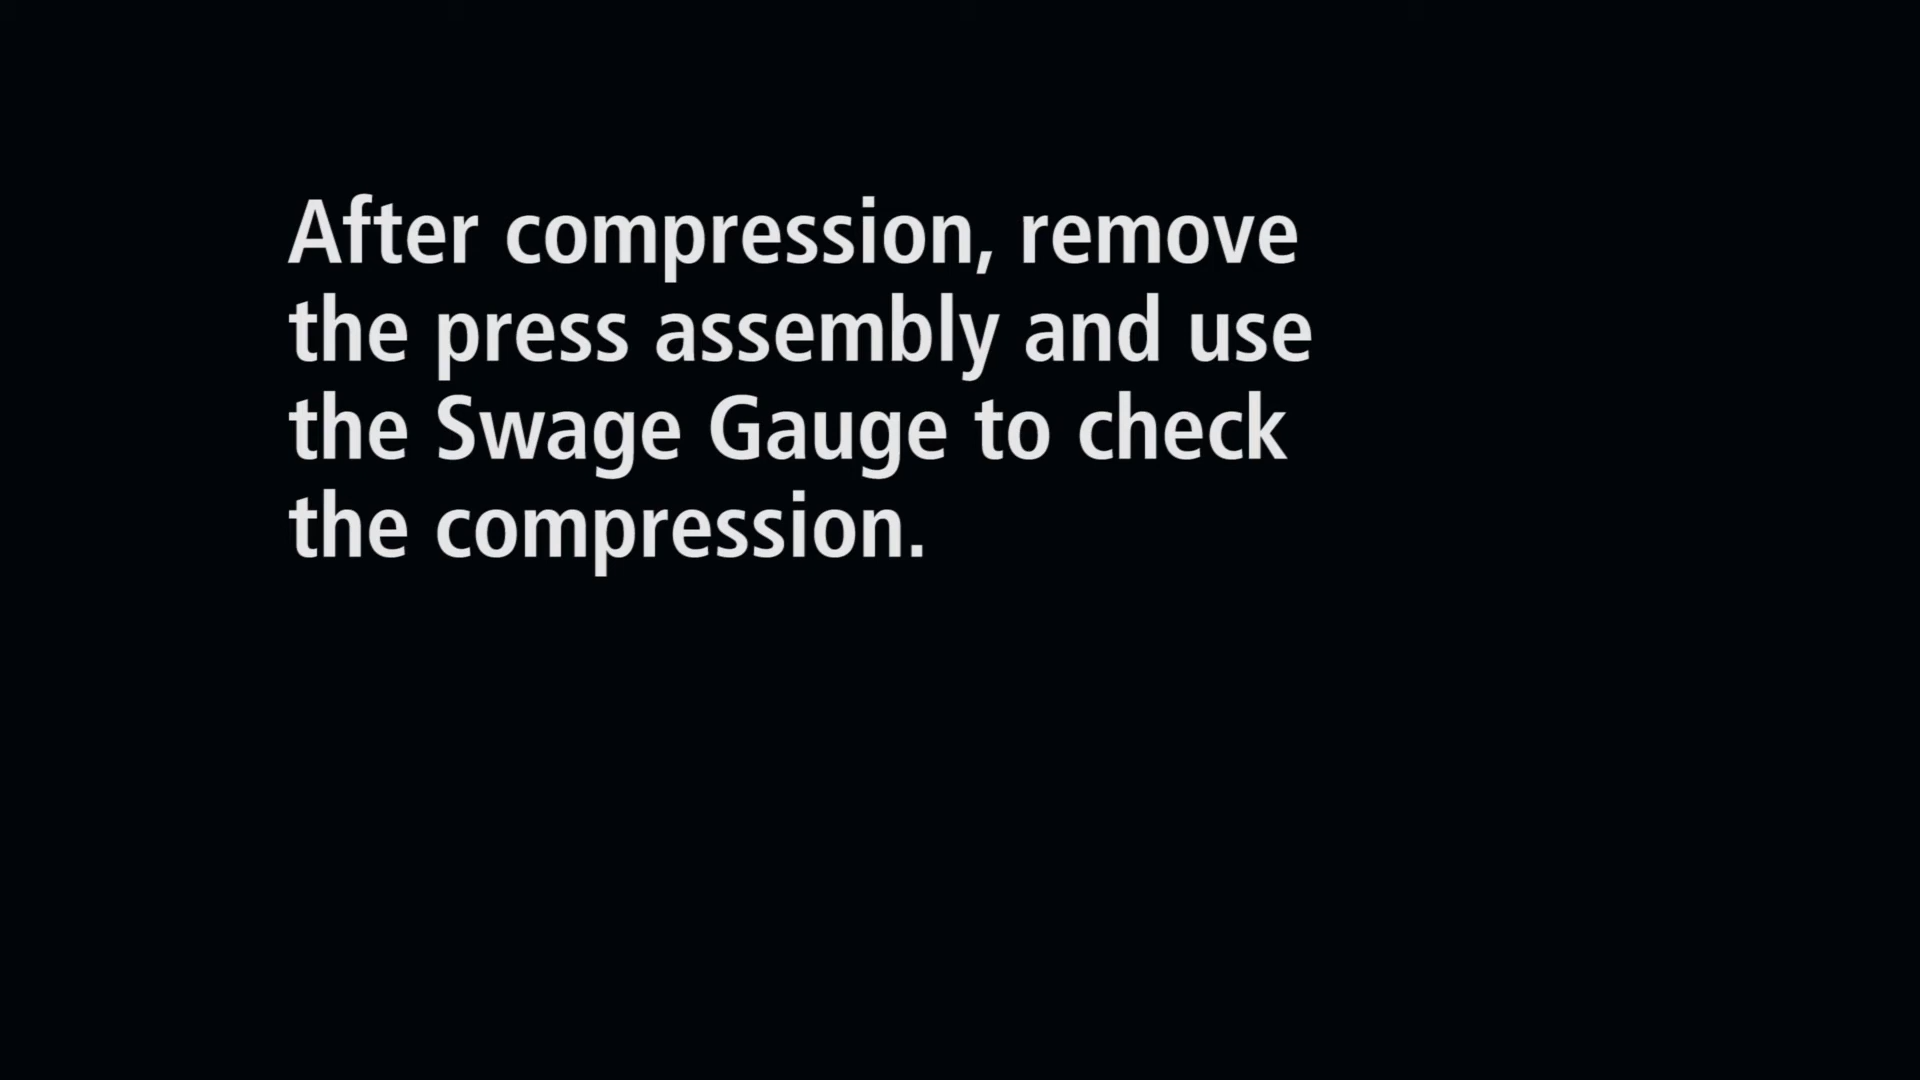 After compression, remove
the press assembly and use
the Swage Gauge to check
the compression.